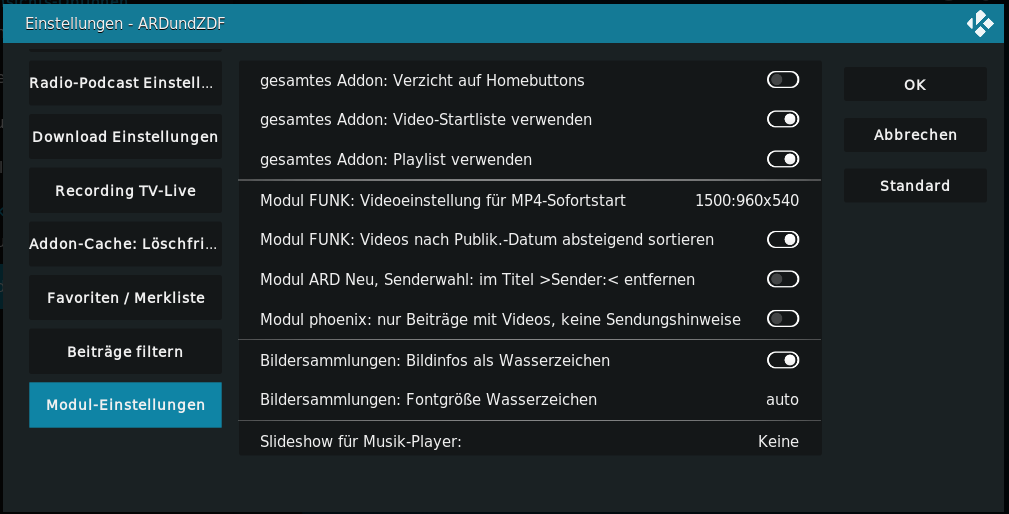 Einstellungen - ARDundZDF
Radio-Podcast Einstell...
Download Einstellungen
Recording TV-Live
Addon-Cache: Löschfri...
Favoriten / Merkliste
Beiträge filtern
Modul-Einstellungen
gesamtes Addon: Verzicht auf Homebuttons
gesamtes Addon: Video-Startliste verwenden
gesamtes Addon: Playlist verwenden
Modul FUNK: Videoeinstellung für MP4-Sofortstart 1500:960x540
Modul FUNK: Videos nach Publik.-Datum absteigend sortieren
Modul ARD Neu, Senderwahl: im Titel >Sender:< entfernen
Modul phoenix: nur Beiträge mit Videos, keine Sendungshinweise
Bildersammlungen: Bildinfos als Wasserzeichen
Bildersammlungen: Fontgröße Wasserzeichen auto
Slideshow für Musik-Player: Keine
OK
Abbrechen
Standard